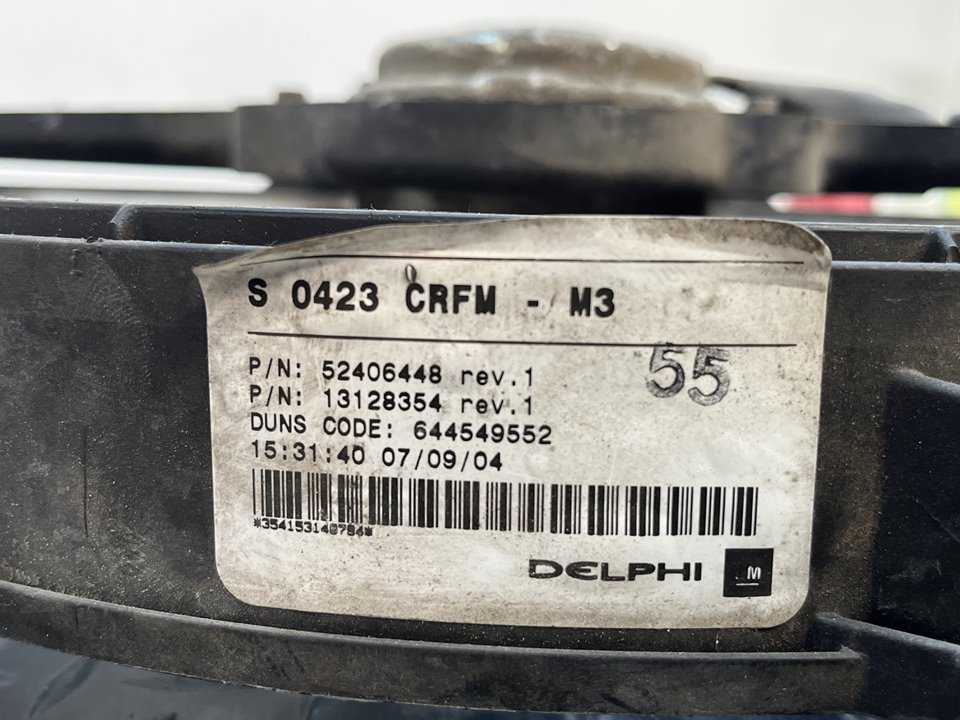 S 0423 CRFM - M3
55
P/N: 52406448 rev.1
P/N: 13128354 rev.1
DUNS CODE: 644549552
15:31:40 07/09/04
DELPHI